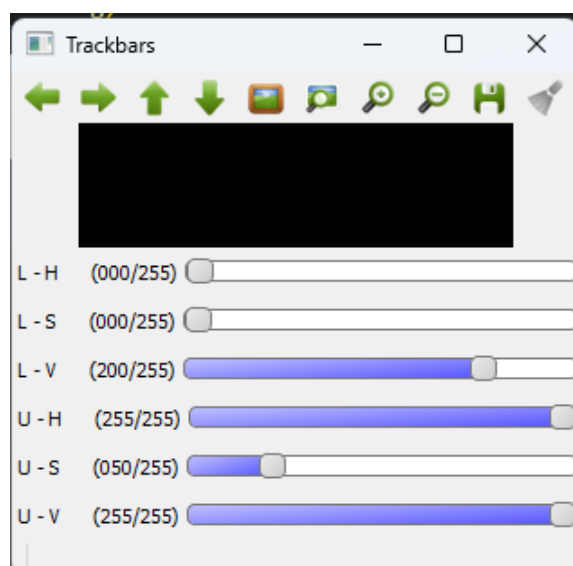 Trackbars
L - H (000/255)
L - S (000/255)
L - V (200/255)
U - H (255/255)
U - S (050/255)
U - V (255/255)